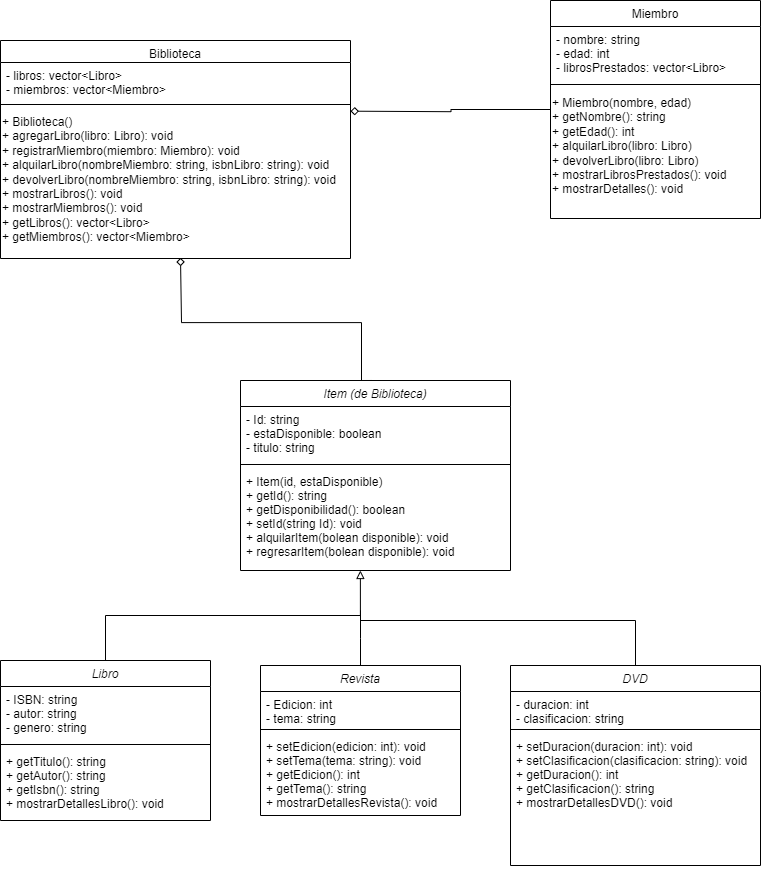 Miembro
- nombre: string
- edad: int
- librosPrestados: vector<Libro>
+ Miembro(nombre, edad)
+ getNombre(): string
+ getEdad(): int
+ alquilarLibro(libro: Libro)
+ devolverLibro(libro: Libro)
+ mostrarLibrosPrestados(): void
+ mostrarDetalles(): void
Biblioteca
- libros: vector<Libro>
- miembros: vector<Miembro>
+ Biblioteca()
+ agregarLibro(libro: Libro): void
+ registrarMiembro(miembro: Miembro): void
+ alquilarLibro(nombreMiembro: string, isbnLibro: string): void
+ devolverLibro(nombreMiembro: string, isbnLibro: string): void
+ mostrarLibros(): void
+ mostrarMiembros(): void
+ getLibros(): vector<Libro>
+ getMiembros(): vector<Miembro>
Item (de Biblioteca)
- Id: string
- estaDisponible: boolean
- titulo: string
+ Item(id, estaDisponible)
+ getId(): string
+ getDisponibilidad(): boolean
+ setId(string Id): void
+ alquilarItem(bolean disponible): void
+ regresarItem(bolean disponible): void
Libro
- ISBN: string
- autor: string
- genero: string
+ getTitulo(): string
+ getAutor(): string
+ getIsbn(): string
+ mostrarDetallesLibro(): void
Revista
- Edicion: int
- tema: string
+ setEdicion(edicion: int): void
+ setTema(tema: string): void
+ getEdicion(): int
+ getTema(): string
+ mostrarDetallesRevista(): void
DVD
- duracion: int
- clasificacion: string
+ setDuracion(duracion: int): void
+ setClasificacion(clasificacion: string): void
+ getDuracion(): int
+ getClasificacion(): string
+ mostrarDetallesDVD(): void